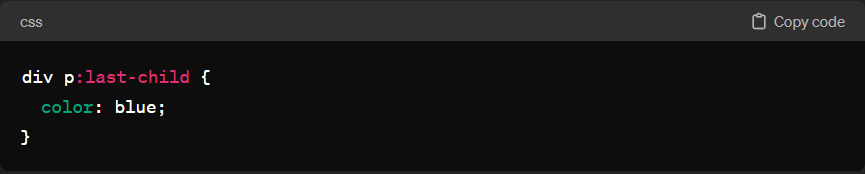 css Copy code
div p:last-child {
  color: blue;
}